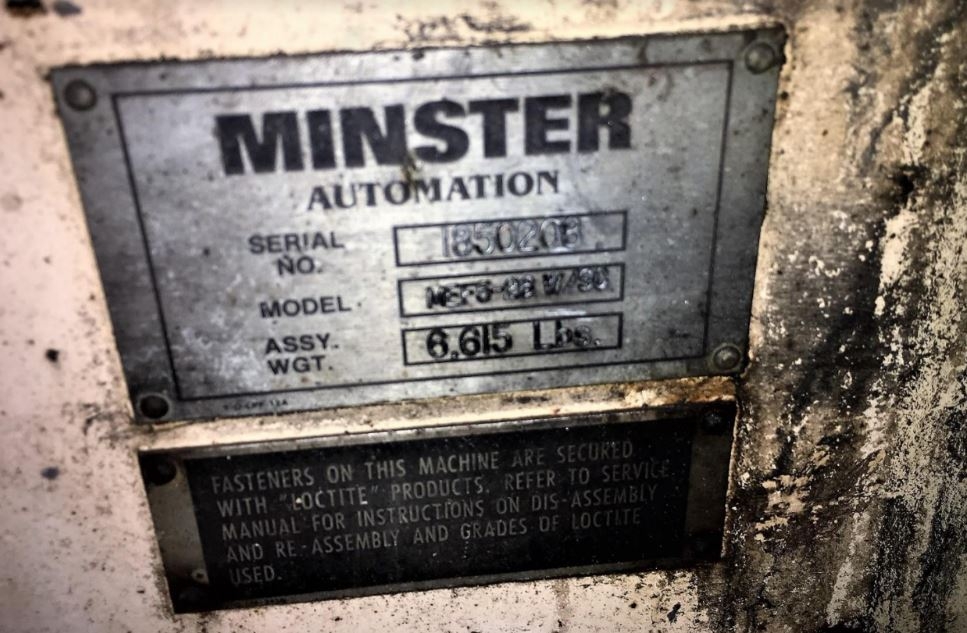 MINSTER
AUTOMATION
SERIAL
NO.
1850208
MODEL
ASSY.
WGT.
6,615 Lbs.
FASTENERS ON THIS MACHINE ARE SECURED
WITH "LOCTITE" PRODUCTS. REFER TO SERVICE
MANUAL FOR INSTRUCTIONS ON DIS-ASSEMBLY
AND RE-ASSEMBLY AND GRADES OF LOCTITE
USED.